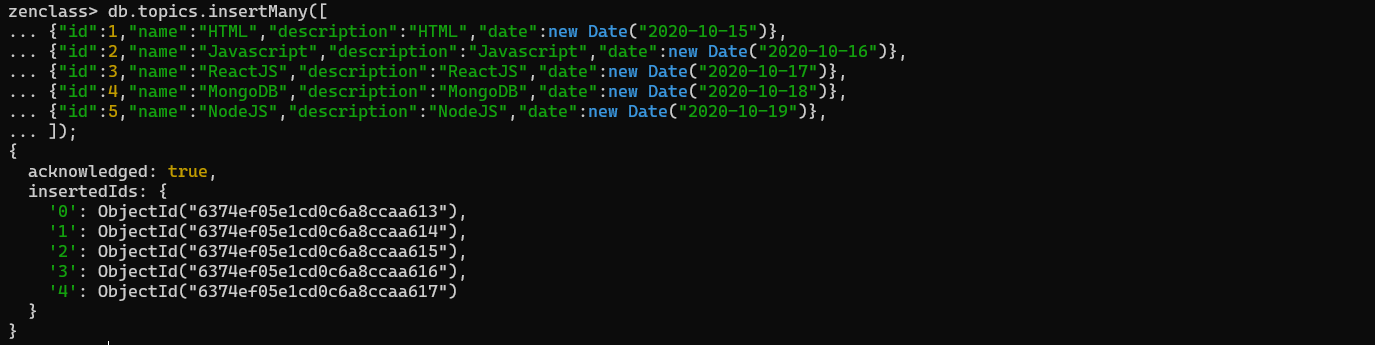 zenclass> db.topics.insertMany([
... {"id":1,"name":"HTML","description":"HTML","date":new Date("2020-10-15")},
... {"id":2,"name":"Javascript","description":"Javascript","date":new Date("2020-10-16")},
... {"id":3,"name":"ReactJS","description":"ReactJS","date":new Date("2020-10-17")},
... {"id":4,"name":"MongoDB","description":"MongoDB","date":new Date("2020-10-18")},
... {"id":5,"name":"NodeJS","description":"NodeJS","date":new Date("2020-10-19")},
... ]);
{
  acknowledged: true,
  insertedIds: {
    '0': ObjectId("6374ef05e1cd0c6a8ccaa613"),
    '1': ObjectId("6374ef05e1cd0c6a8ccaa614"),
    '2': ObjectId("6374ef05e1cd0c6a8ccaa615"),
    '3': ObjectId("6374ef05e1cd0c6a8ccaa616"),
    '4': ObjectId("6374ef05e1cd0c6a8ccaa617")
  }
}